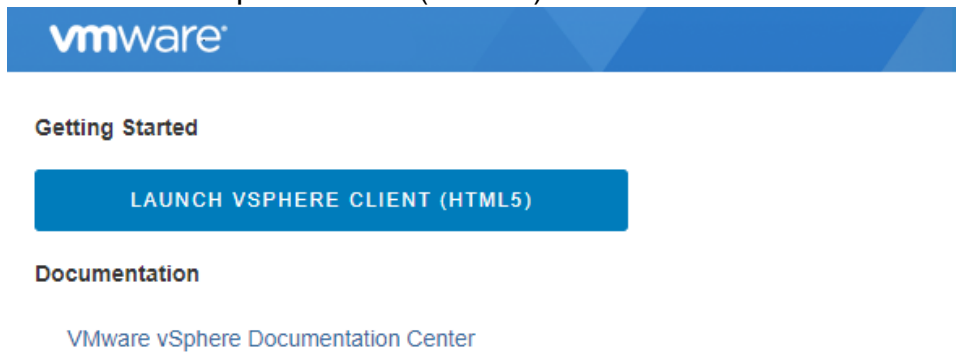 vmware
Getting Started
LAUNCH VSPHERE CLIENT (HTML5)
Documentation
VMware vSphere Documentation Center